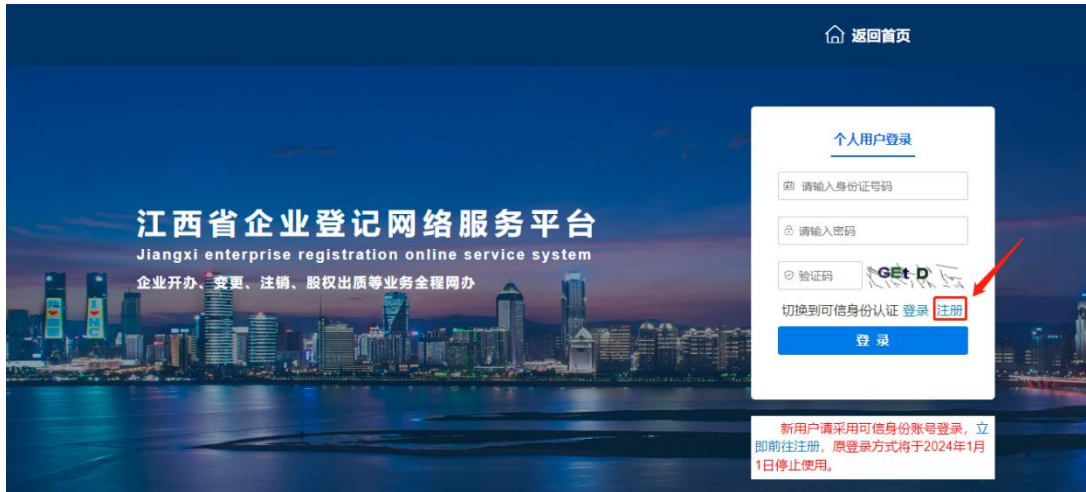 返回首页
个人用户登录
请输入身份证号码
江西省企业登记网络服务平台
请输入密码
Jiangxi enterprise registration online service system
企业开办、变更、注销、股权出质等业务全程网办
验证码
GEt D
切换到可信身份认证 登录 注册
登 录
新用户请采用可信身份账号登录，立
即前往注册，原登录方式将于2024年1月
1日停止使用。